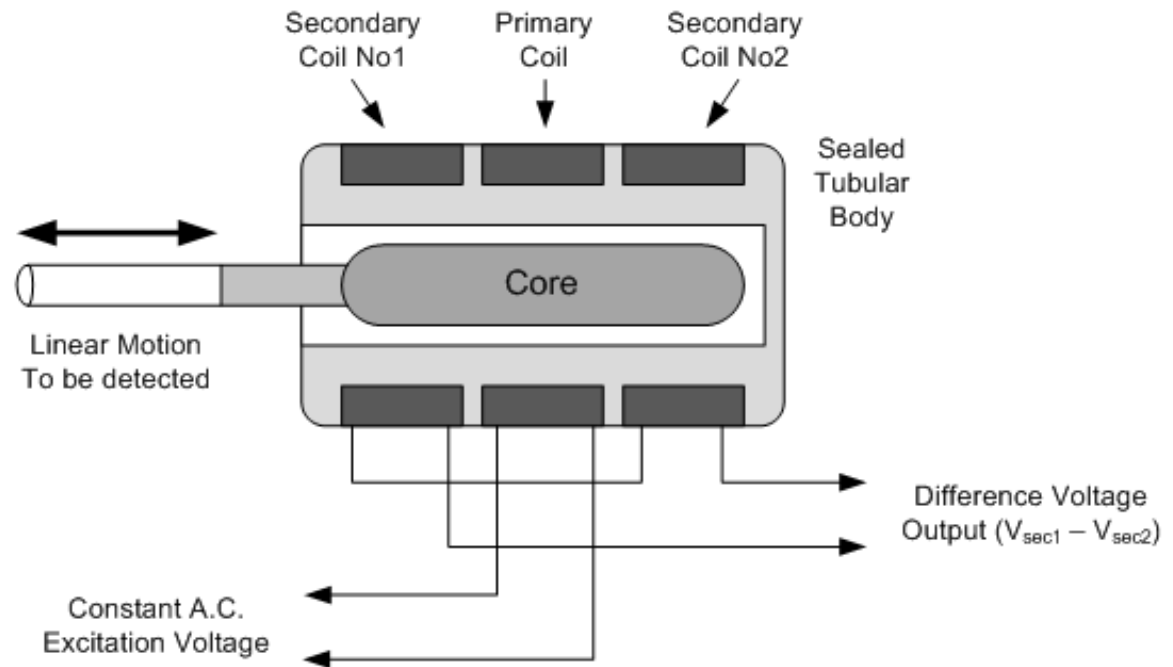 Secondary
Coil No1
Primary
Coil
Secondary
Coil No2
Sealed
Tubular
Body
Core
Linear Motion
To be detected
Difference Voltage
Output (Vsec1 – Vsec2)
Constant A.C.
Excitation Voltage